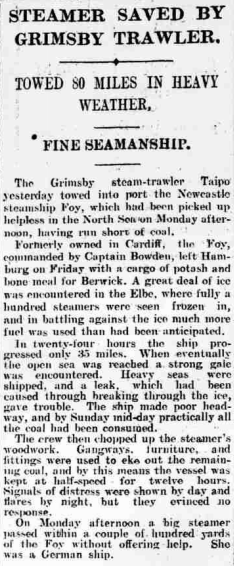 STEAMER SAVED BY
GRIMSBY TRAWLER.
TOWED 80 MILES IN HEAVY
WEATHER,
FINE SEAMANSHIP.
The Grimsby steam-trawler Taipo
yesterday towed into port the Newcastle
steamship Foy, which had been picked up
helpless in the North Sea on Monday after-
noon, having run short of coal.
Formerly owned in Cardiff, the Foy,
commanded by Captain Bowden, left Ham-
burg on Friday with a cargo of potash and
bone meal for Berwick. A great deal of ice
was encountered in the Elbe, where fully a
hundred steamers were seen frozen in,
and in battling against the ice much more
fuel was used than had been anticipated.
In twenty-four hours the ship pro-
gressed only 35 miles. When eventually
the open sea was reached a strong gale
was encountered. Heavy seas were
shipped, and a leak, which had been
caused through breaking through the ice,
gave trouble. The ship made poor head-
way, and by Sunday mid-day practically all
the coal had been consumed.
The crew then chopped up the steamer's
woodwork. Gangways, furniture, and
fittings were used to eke out the remain-
ing coal, and by this means the vessel was
kept at half-speed for twelve hours.
Signals of distress were shown by day and
flares by night, but they evinced no
response.
On Monday afternoon a big steamer
passed within a couple of hundred yards
of the Foy without offering help. She
was a German ship.